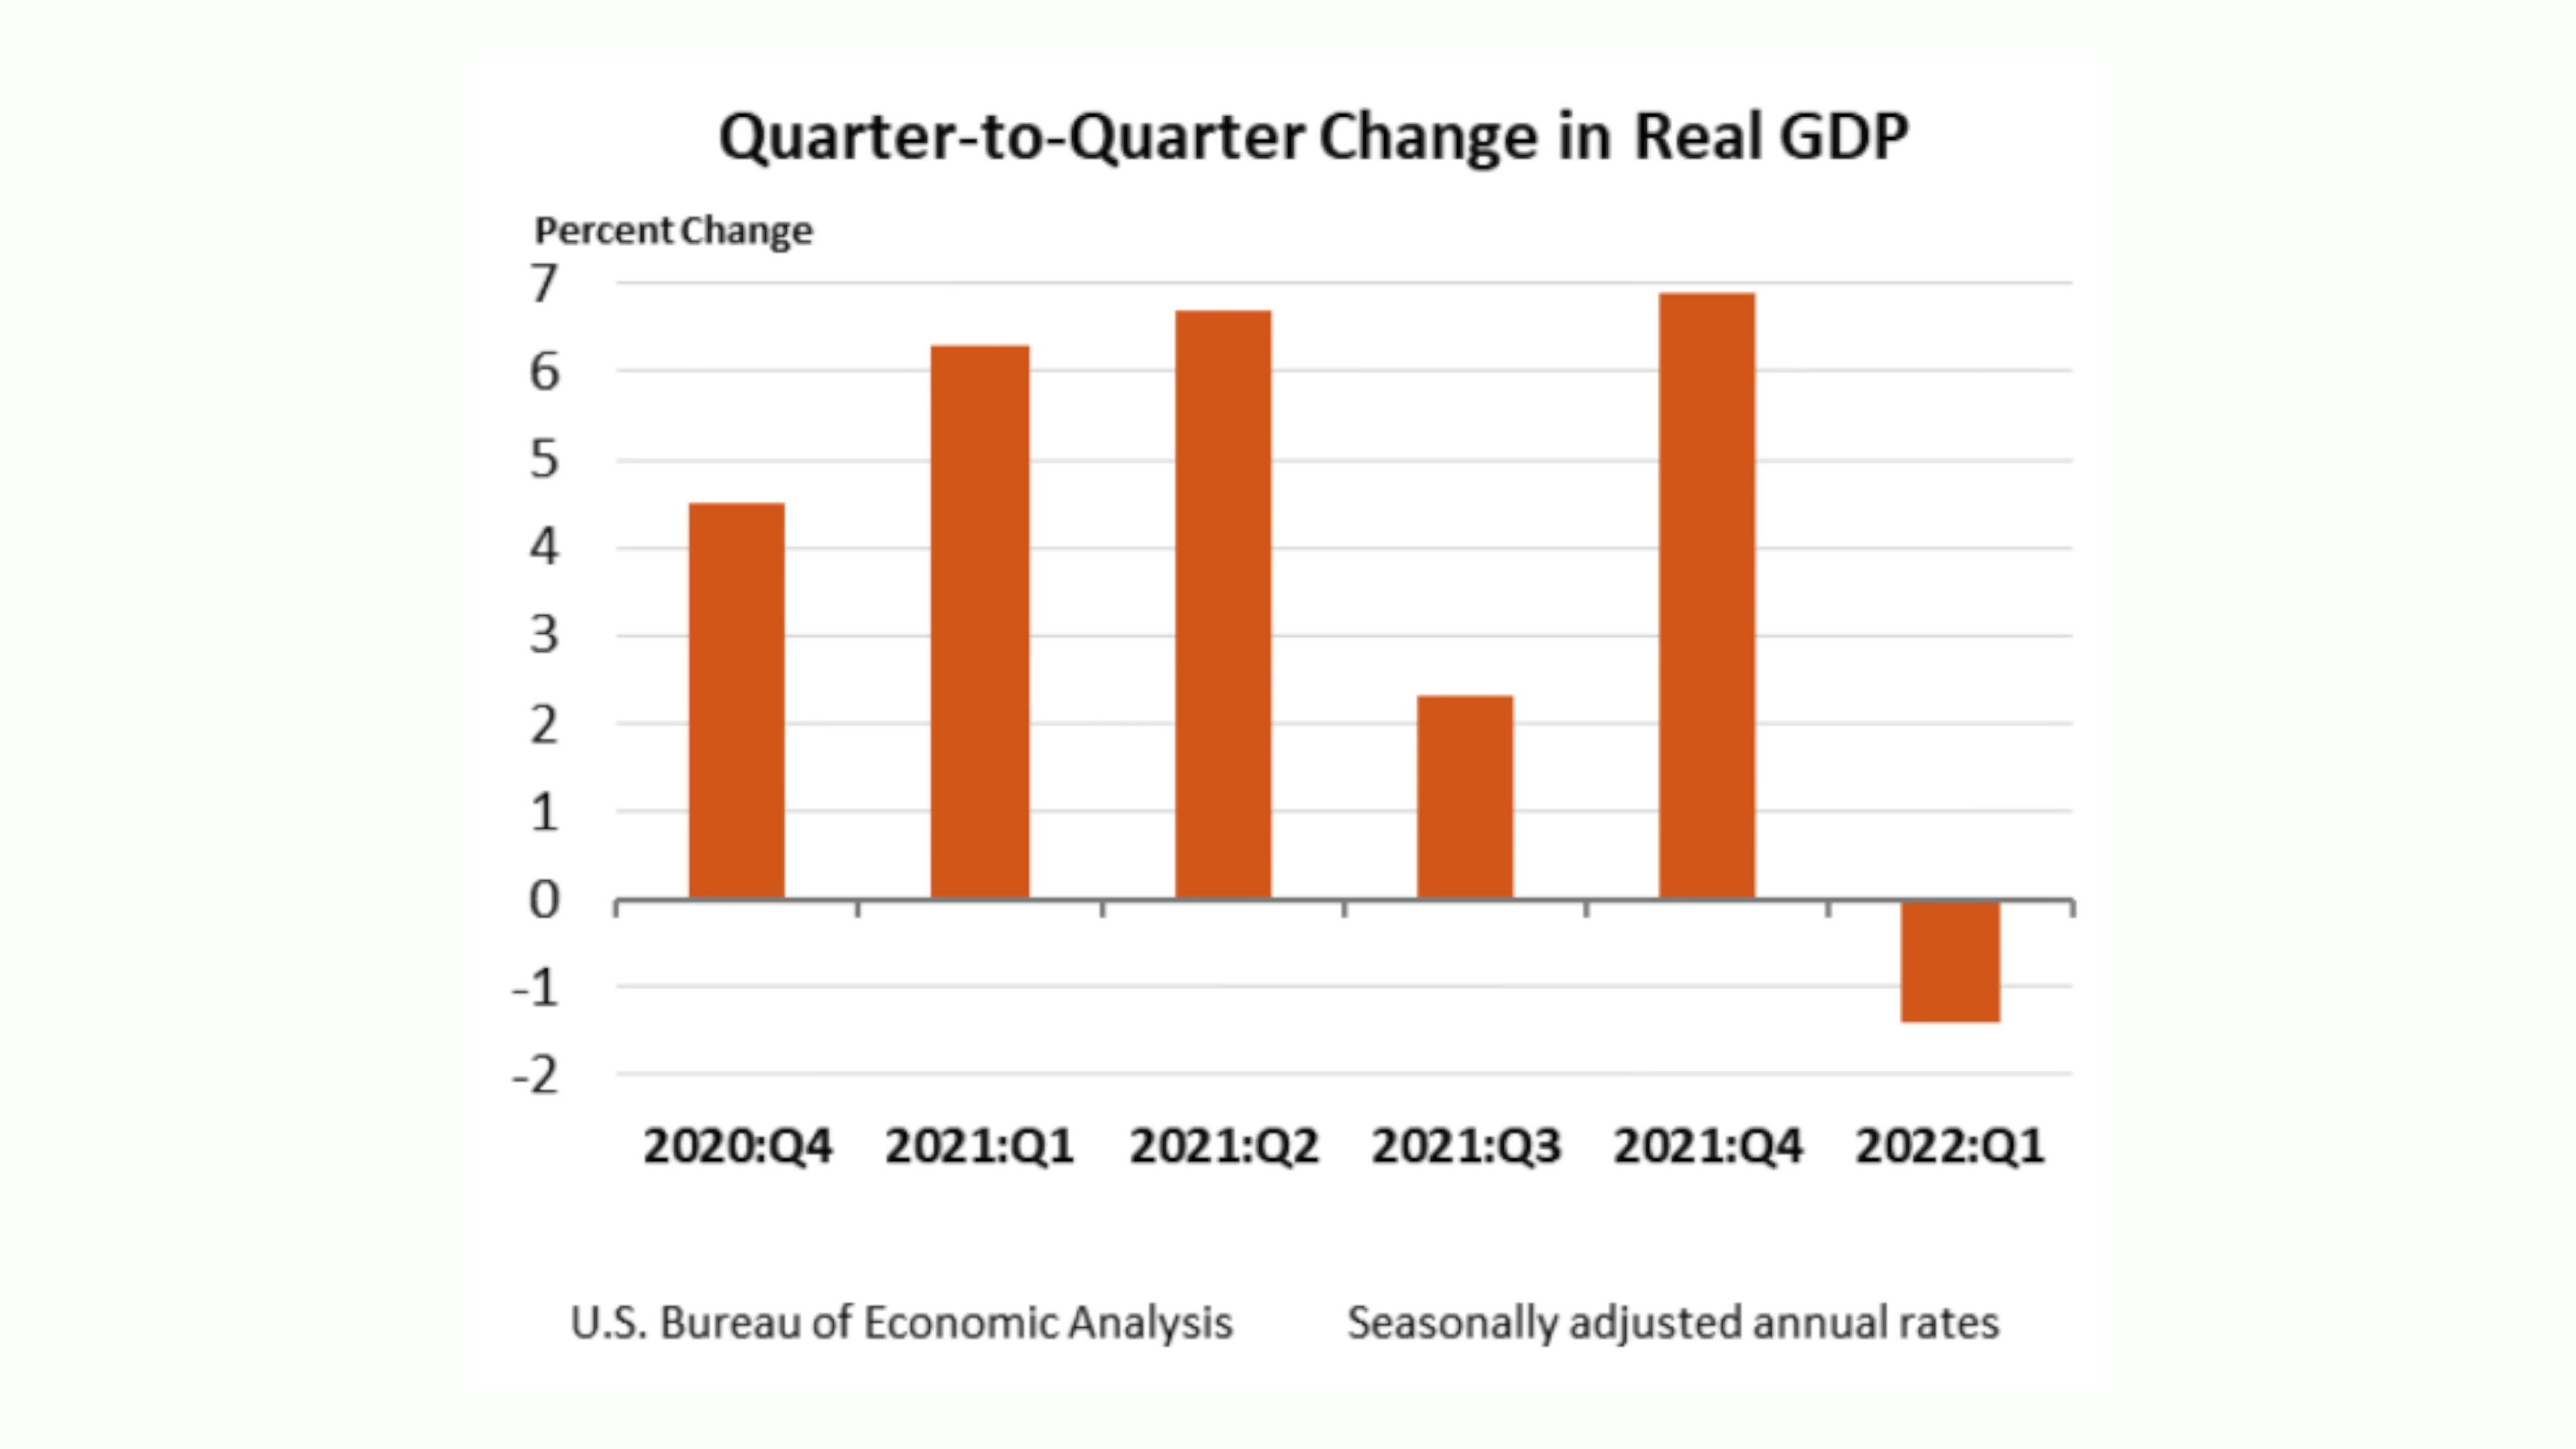 Quarter-to-Quarter Change in Real GDP
Percent Change
7
6
5
4
3
2
1
0
-1
-2
2020:Q4 2021:Q1 2021:Q2 2021:Q3 2021:Q4 2022:Q1
U.S. Bureau of Economic Analysis Seasonally adjusted annual rates